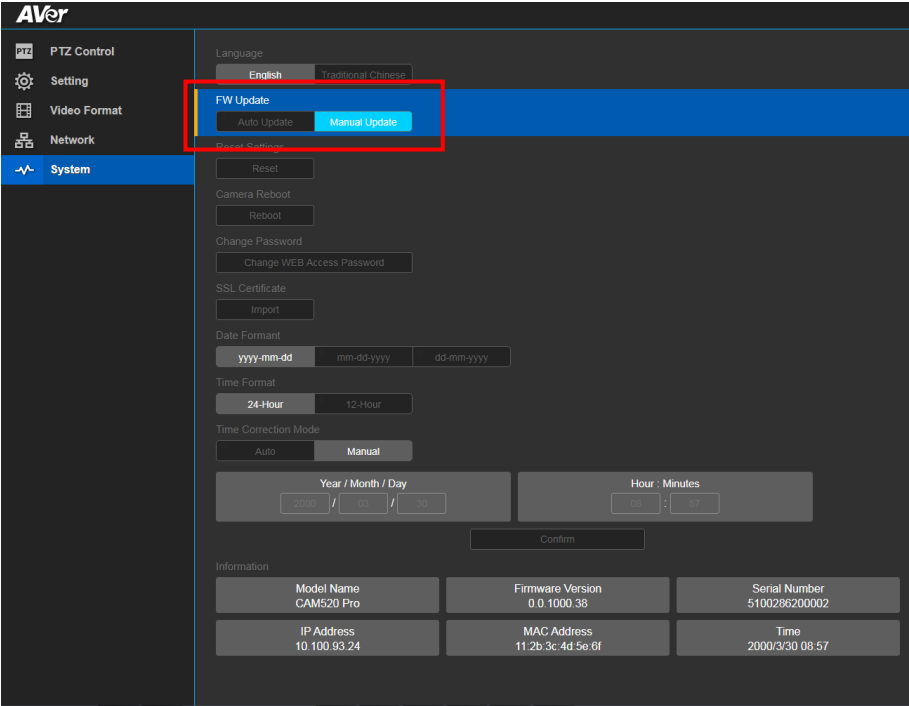 AVer
PTZ PTZ Control
Setting
Video Format
Network
System
Language
English Traditional Chinese
FW Update
Auto Update Manual Update
Reset Settings
Reset
Camera Reboot
Reboot
Change Password
Change WEB Access Password
SSL Certificate
Import
Date Formant
yyyy-mm-dd mm-dd-yyyy dd-mm-yyyy
Time Format
24-Hour 12-Hour
Time Correction Mode
Auto Manual
Year / Month / Day Hour : Minutes
2000 / 03 / 30 08 : 57
Confirm
Information
Model Name Firmware Version Serial Number
CAM520 Pro 0.0.1000.38 5100286200002
IP Address MAC Address Time
10.100.93.24 11:2b:3c:4d:5e:6f 2000/3/30 08:57